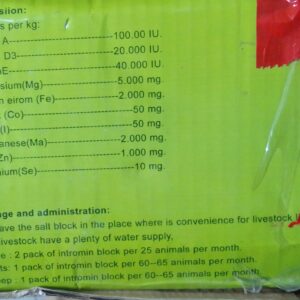 siion:
s per kg:
A------------------------100.00 IU.
D3----------------------20.000 IU.
E------------------------40.000 IU.
sium(Mg)-------------5.000 mg.
n eirom (Fe)----------2.000 mg.
(Co)-------------------50 mg.
(I)----------------------50 mg.
anese(Ma)-----------2,000 mg.
Zn)--------------------1.000 mg.
nium(Se)--------------10 mg.
ge and administration:
ave the salt block in the place where is convenience for livestock l
ivestock have a plenty of water supply.
e : 2 pack of intromin block per 25 animals per month.
ts: 1 pack of intromin block per 60--65 animals per month.
ep : 1 pack of intromin block per 60--65 animals per month.